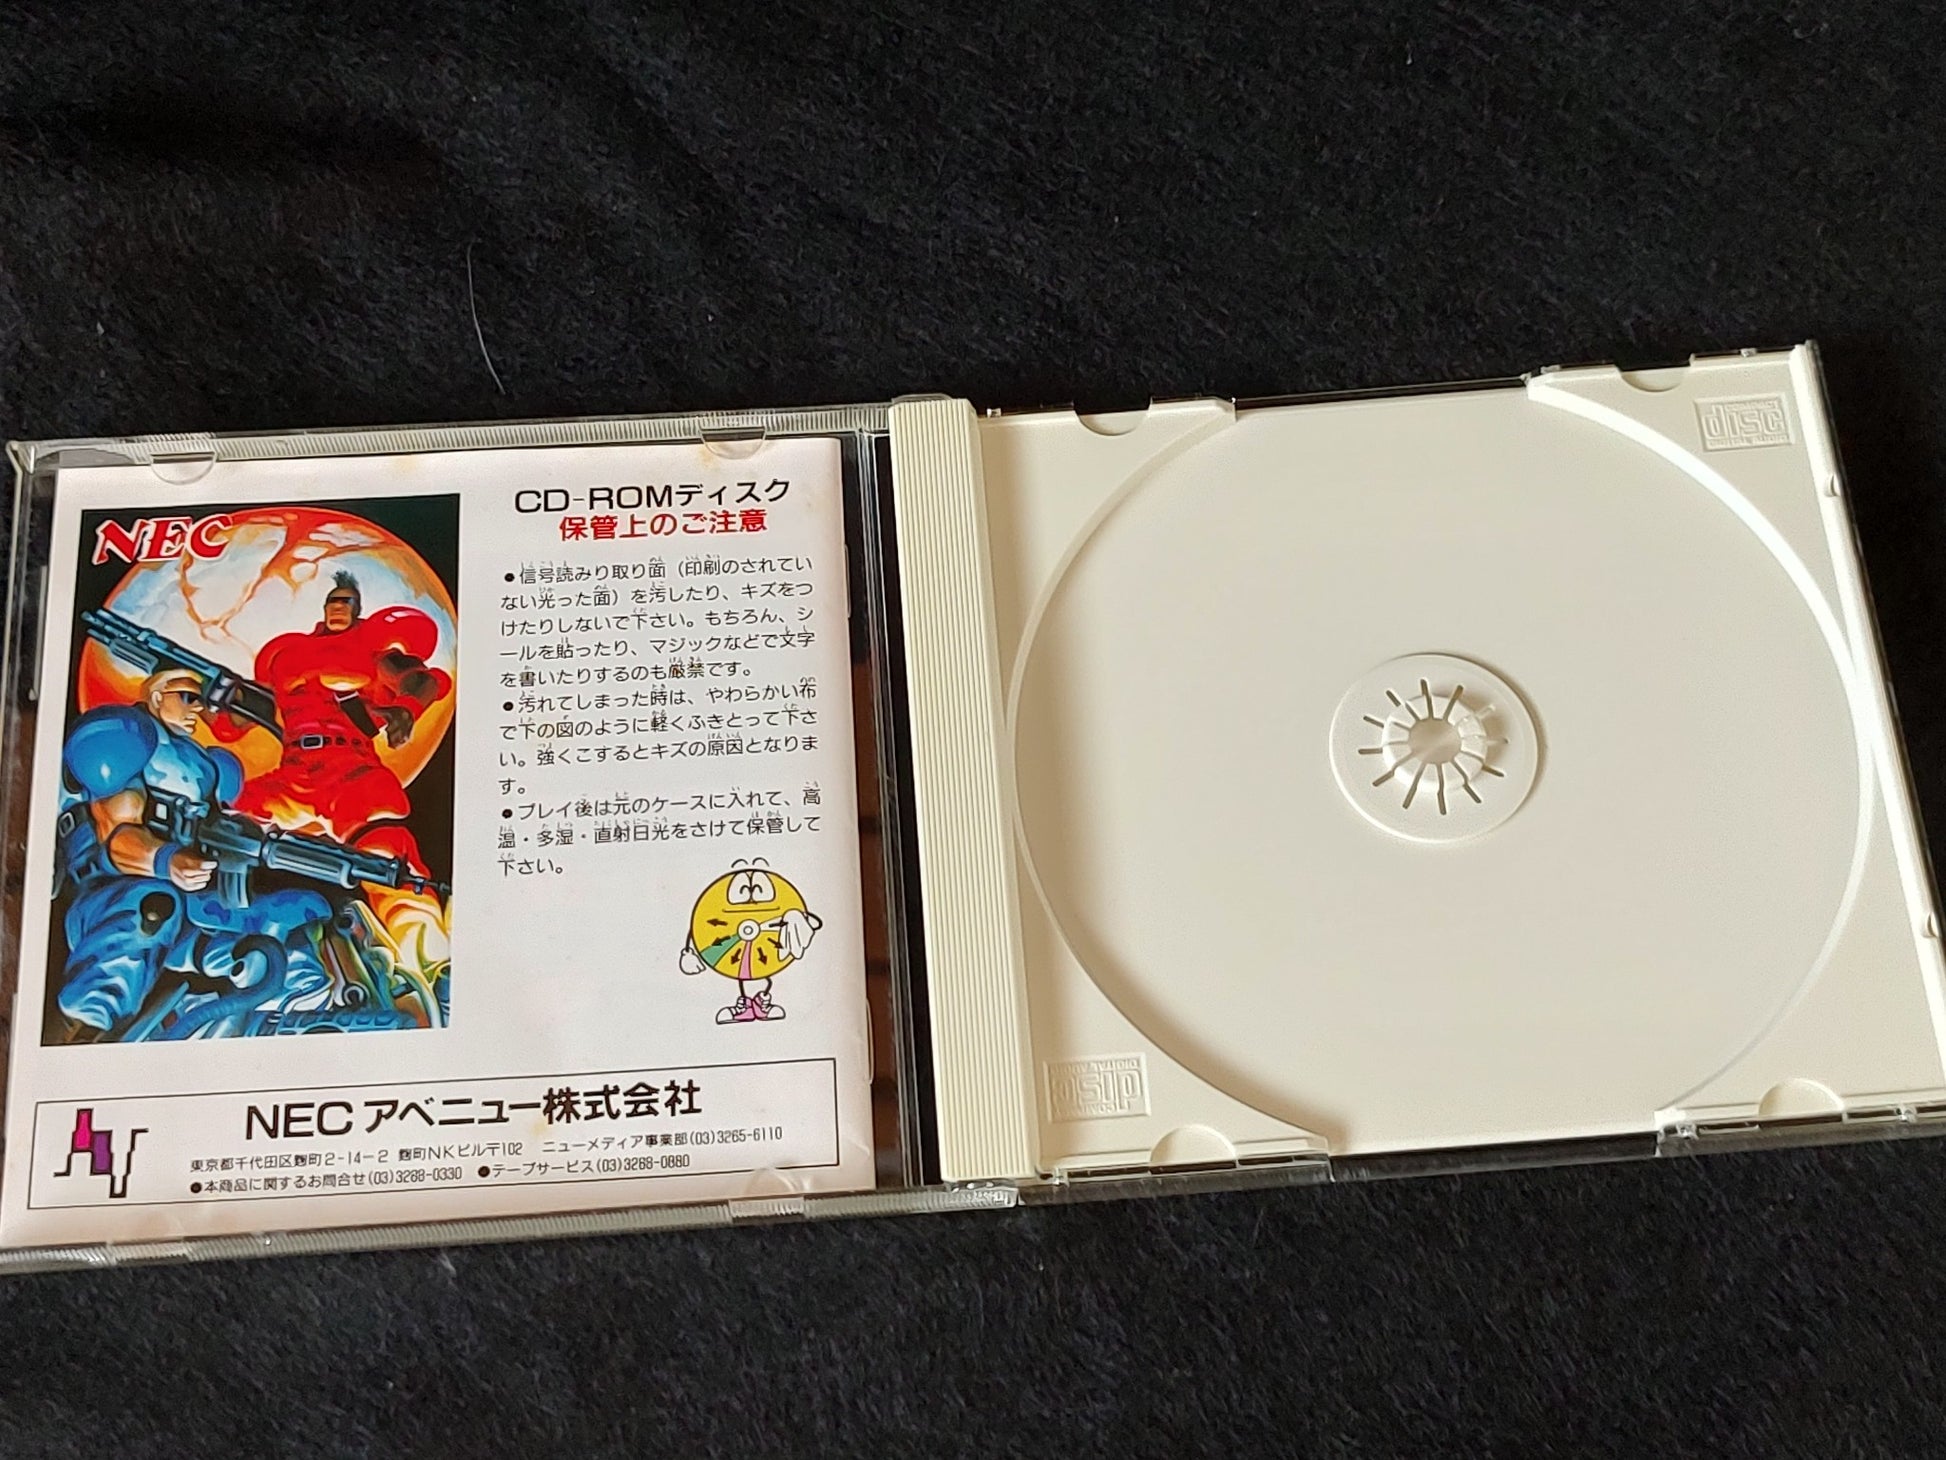 NEC
CD-ROMディスク
保管上のご注意
●信号読みり取り面（印刷のされてい
ない光った面）を汚したり、キズをつ
けたりしないで下さい。もちろん、シ
ールを貼ったり、マジックなどで文字
を書いたりするのも厳禁です。
●汚れてしまった時は、やわらかい布
で下の図のように軽くふきとって下さ
い。強くこするとキズの原因となりま
す。
●プレイ後は元のケースに入れて、高
温・多湿・直射日光をさけて保管して
下さい。
NECアベニュー株式会社
東京都千代田区麹町2-14-2 麹町NKビル〒102 ニューメディア事業部(03)3265-6110
●本商品に関するお問合せ(03)3288-0330 ●テープサービス(03)3268-0880
disc
DIGITAL AUDIO
COMPACT
disc
DIGITAL AUDIO